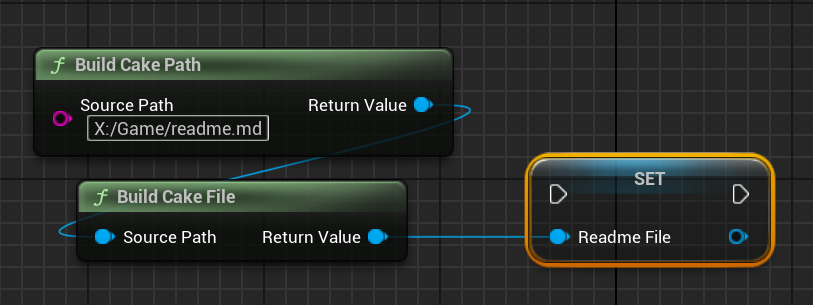 Build Cake Path
Source Path
Return Value
X:/Game/readme.md
Build Cake File
Source Path
Return Value
SET
Readme File